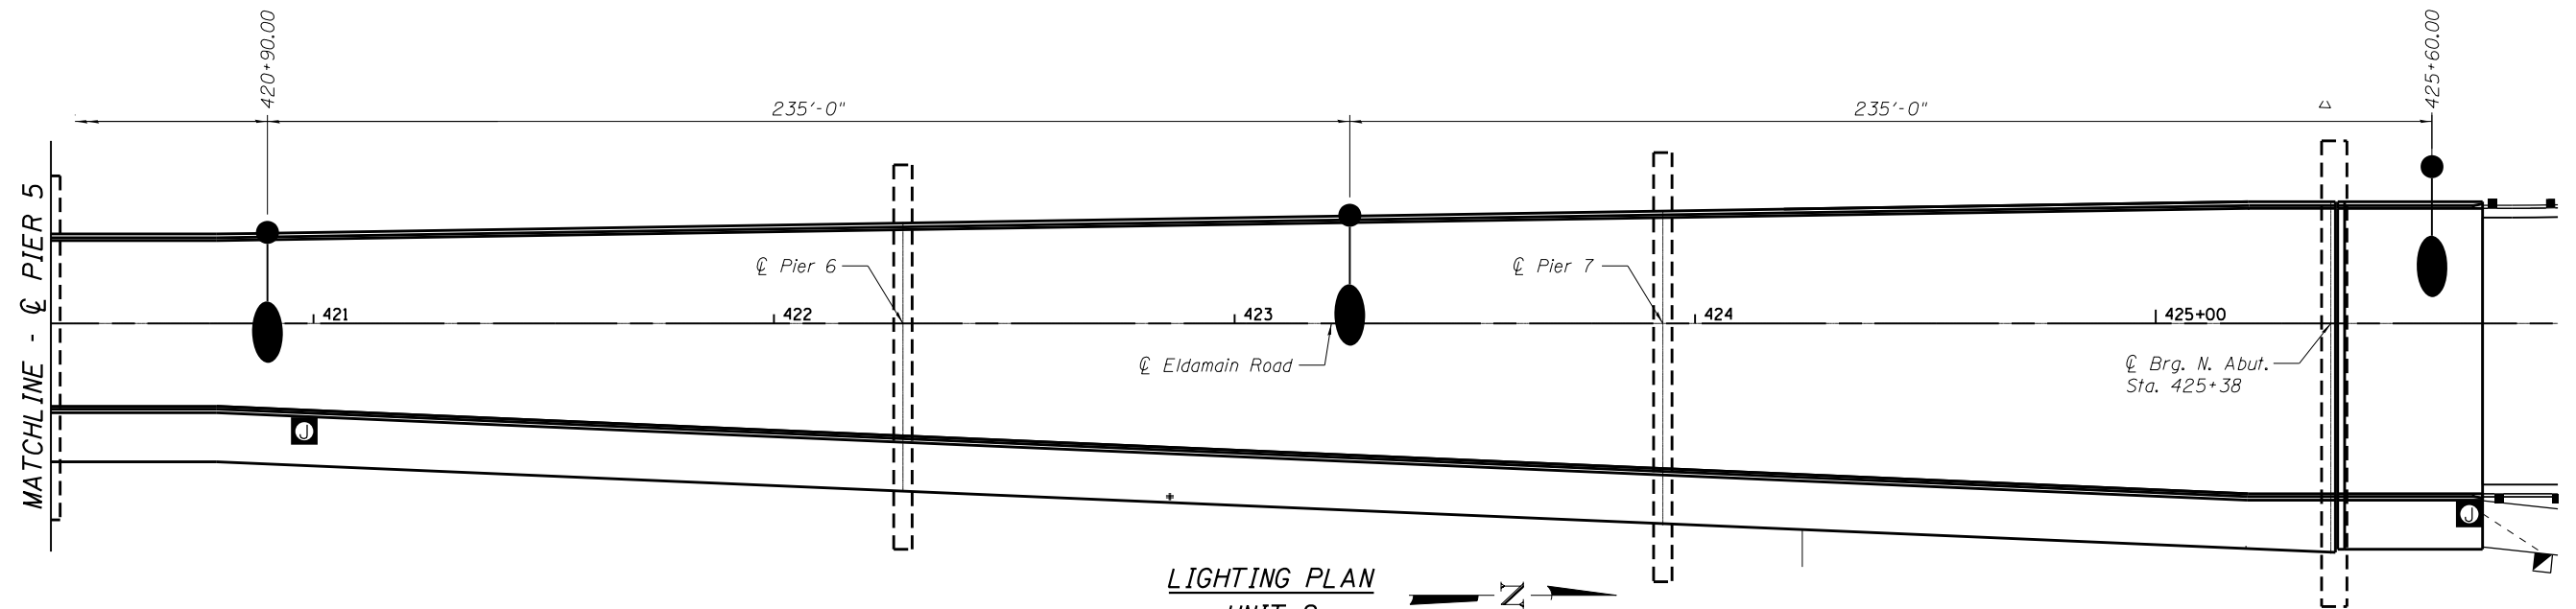 420+90.00
425+60.00
235'-0"
235'-0"
MATCHLINE - ℄ PIER 5
℄ Pier 6
℄ Pier 7
421
422
423
424
425+00
℄ Eldamain Road
℄ Brg. N. Abut.
Sta. 425+38
J
J
LIGHTING PLAN
N